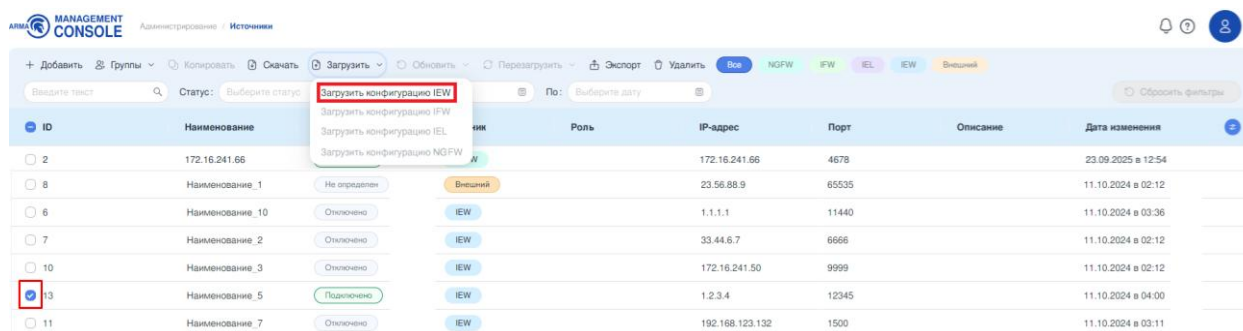 ARMA MANAGEMENT CONSOLE Администрирование / Источники
+ Добавить Группы Копировать Скачать Загрузить Обновить Перезагрузить Экспорт Удалить Все NGFW IFW IEL IEW Внешний
Введите текст Статус: Выберите статус По: Выберите дату Сбросить фильтры
Загрузить конфигурацию IEW
Загрузить конфигурацию IFW
Загрузить конфигурацию IEL
Загрузить конфигурацию NGFW
ID Наименование Роль IP-адрес Порт Описание Дата изменения
2 172.16.241.66 172.16.241.66 4678 23.09.2025 в 12:54
8 Наименование_1 Не определен Внешний 23.56.88.9 65535 11.10.2024 в 02:12
6 Наименование_10 Отключено IEW 1.1.1.1 11440 11.10.2024 в 03:36
7 Наименование_2 Отключено IEW 33.44.6.7 6666 11.10.2024 в 02:12
10 Наименование_3 Отключено IEW 172.16.241.50 9999 11.10.2024 в 02:12
13 Наименование_5 Подключено IEW 1.2.3.4 12345 11.10.2024 в 04:00
11 Наименование_7 Отключено IEW 192.168.123.132 1500 11.10.2024 в 03:11